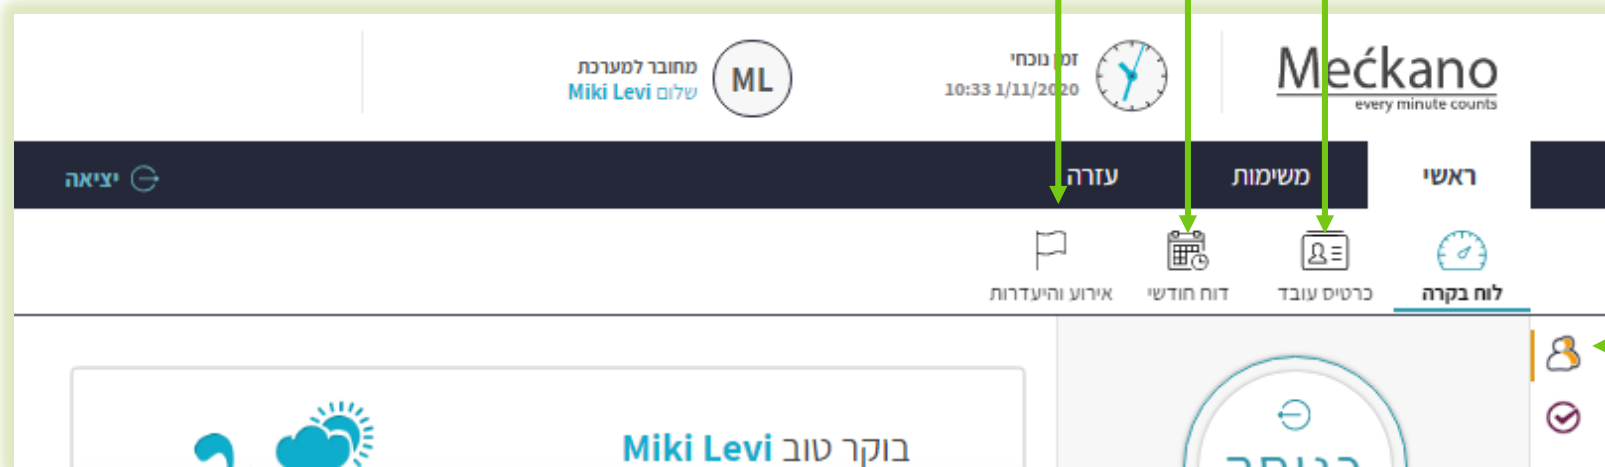 Mećkano
every minute counts
זמן נוכחי
10:33 1/11/2020
ML
מחובר למערכת
שלום Miki Levi
ראשי
משימות
עזרה
יציאה
לוח בקרה
כרטיס עובד
דוח חודשי
אירוע והיעדרות
בוקר טוב Miki Levi